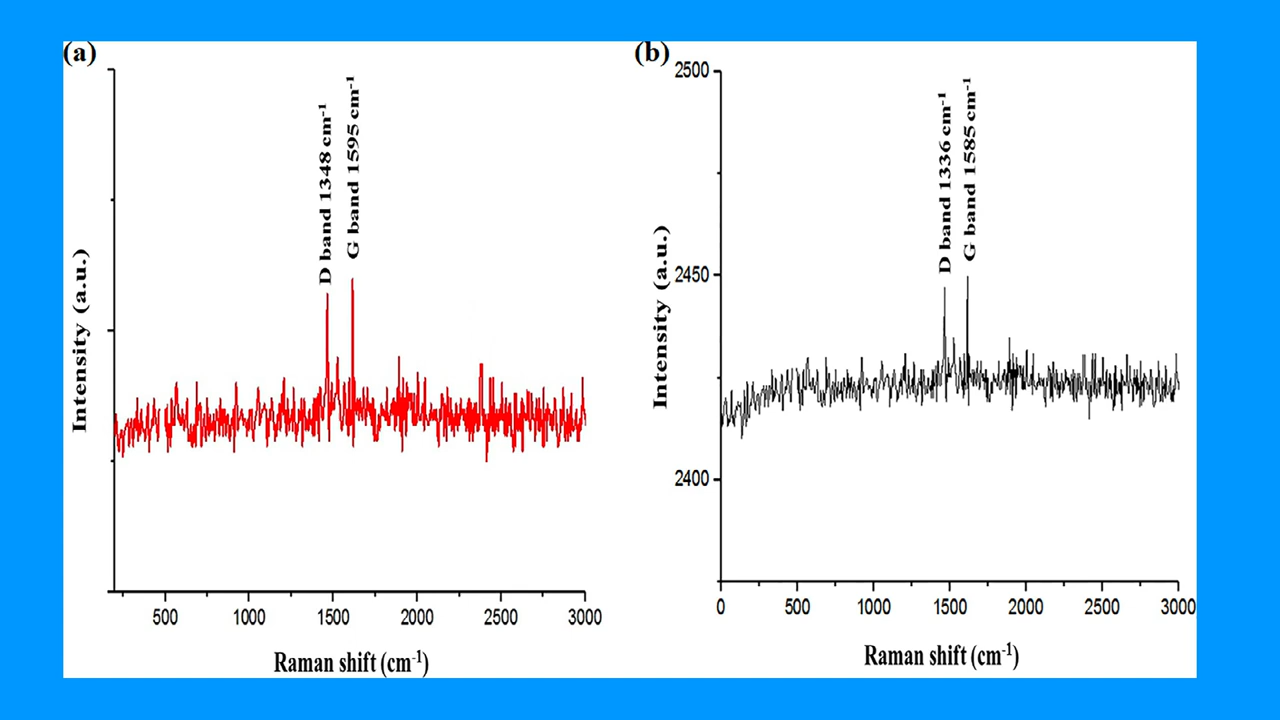 (a)
D band 1348 cm-1
G band 1595 cm-1
Intensity (a.u.)
500
1000
1500
2000
2500
3000
Raman shift (cm-1)
(b)
2500
2450
2400
D band 1336 cm-1
G band 1585 cm-1
Intensity (a.u.)
0
500
1000
1500
2000
2500
3000
Raman shift (cm-1)